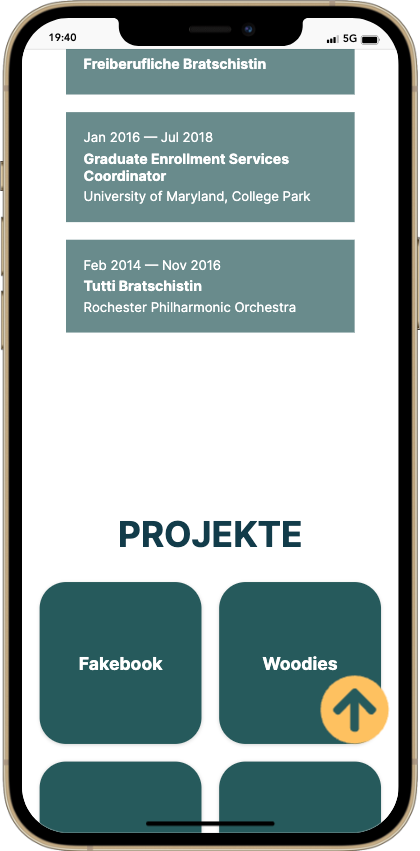 19:40
5G
Freiberufliche Bratschistin
Jan 2016 — Jul 2018
Graduate Enrollment Services
Coordinator
University of Maryland, College Park
Feb 2014 — Nov 2016
Tutti Bratschistin
Rochester Philharmonic Orchestra
PROJEKTE
Fakebook
Woodies